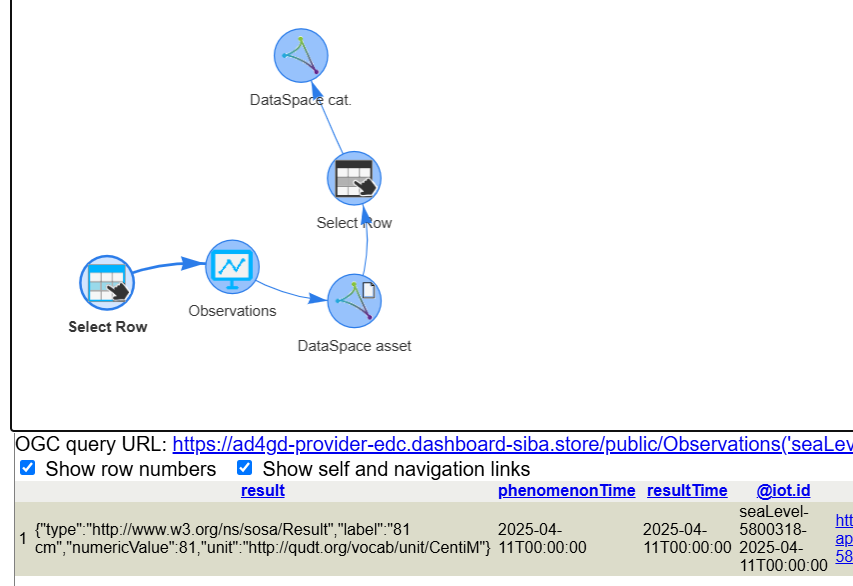 DataSpace cat.
Select Row
Observations
Select Row
DataSpace asset
OGC query URL: https://ad4gd-provider-edc.dashboard-siba.store/public/Observations('seaLev
Show row numbers Show self and navigation links
result phenomenonTime resultTime @iot.id
1 {"type":"http://www.w3.org/ns/sosa/Result","label":"81 cm","numericValue":81,"unit":"http://qudt.org/vocab/unit/CentiM"} 2025-04-11T00:00:00 2025-04-11T00:00:00 seaLevel-5800318-2025-04-11T00:00:00 htt
ap
58